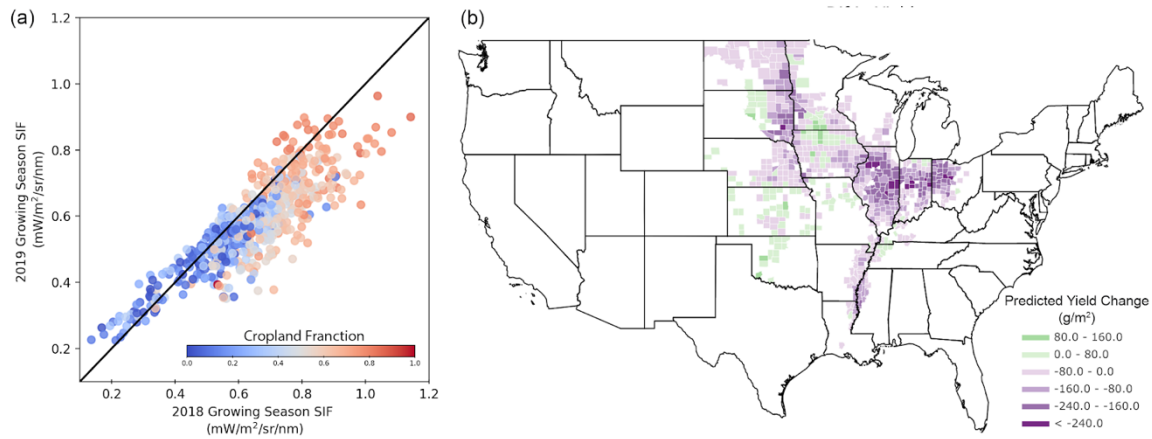 (a)
1.2
1.0
0.8
0.6
0.4
0.2
2019 Growing Season SIF
(mW/m²/sr/nm)
Cropland Franction
0.0 0.2 0.4 0.6 0.8 1.0
0.2 0.4 0.6 0.8 1.0 1.2
2018 Growing Season SIF
(mW/m²/sr/nm)
(b)
Predicted Yield Change
(g/m²)
80.0 - 160.0
0.0 - 80.0
-80.0 - 0.0
-160.0 - -80.0
-240.0 - -160.0
< -240.0